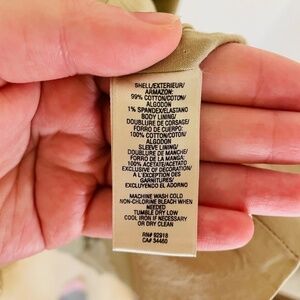 SHELL/EXTERIEUR/
ARMAZON:
99% COTTON/COTON/
ALGODON
1% SPANDEX/ELASTANO
BODY LINING/
DOUBLURE DE CORSAGE/
FORRO DE CUERPO:
100% COTTON/COTON/
ALGODON
SLEEVE LINING/
DOUBLURE DE MANCHE/
FORRO DE LA MANGA:
100% ACETATE/ACETATO
EXCLUSIVE OF DECORATION/
A L'EXCEPTION DES
GARNITURES/
EXCLUYENDO EL ADORNO
MACHINE WASH COLD
NON-CHLORINE BLEACH WHEN
NEEDED
TUMBLE DRY LOW
COOL IRON IF NECESSARY
OR DRY CLEAN
RN# 92918
CA# 34450